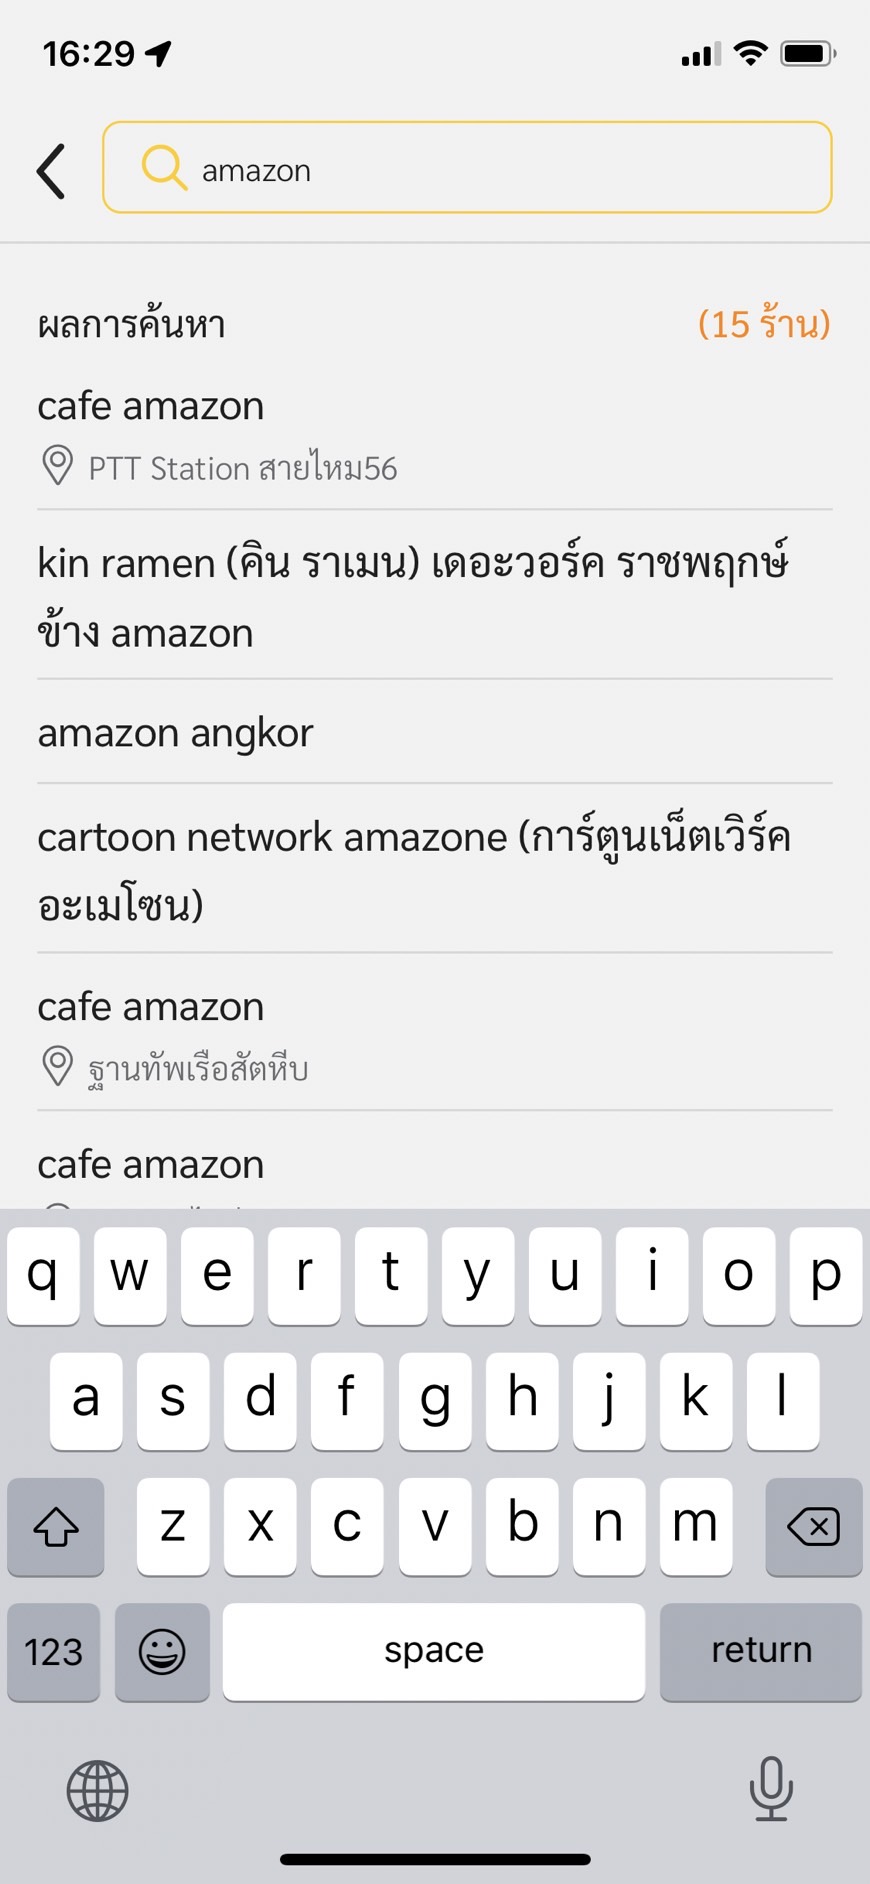 16:29
amazon
ผลการค้นหา (15 ร้าน)
cafe amazon
PTT Station สายไหม56
kin ramen (คิน ราเมน) เดอะวอร์ค ราชพฤกษ์
ข้าง amazon
amazon angkor
cartoon network amazone (การ์ตูนเน็ตเวิร์ค
อะเมโซน)
cafe amazon
ฐานทัพเรือสัตหีบ
cafe amazon
q w e r t y u i o p
a s d f g h j k l
z x c v b n m
123 space return